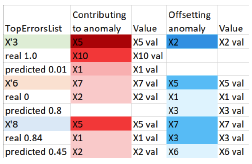 TopErrorsList Contributing to anomaly Value Offsetting anomaly Value
X'3 X5 X5 val X2 X2 val
real 1.0 X10 X10 val
predicted 0.01 X1 X1 val
X'6 X7 X7 val X5 X5 val
real 0 X2 X2 val X1 X1 val
predicted 0.8 X3 X3 val
X'8 X5 X5 val X7 X7 val
real 0.84 X1 X1 val X3 X3 val
predicted 0.45 X2 X2 val X6 X6 val